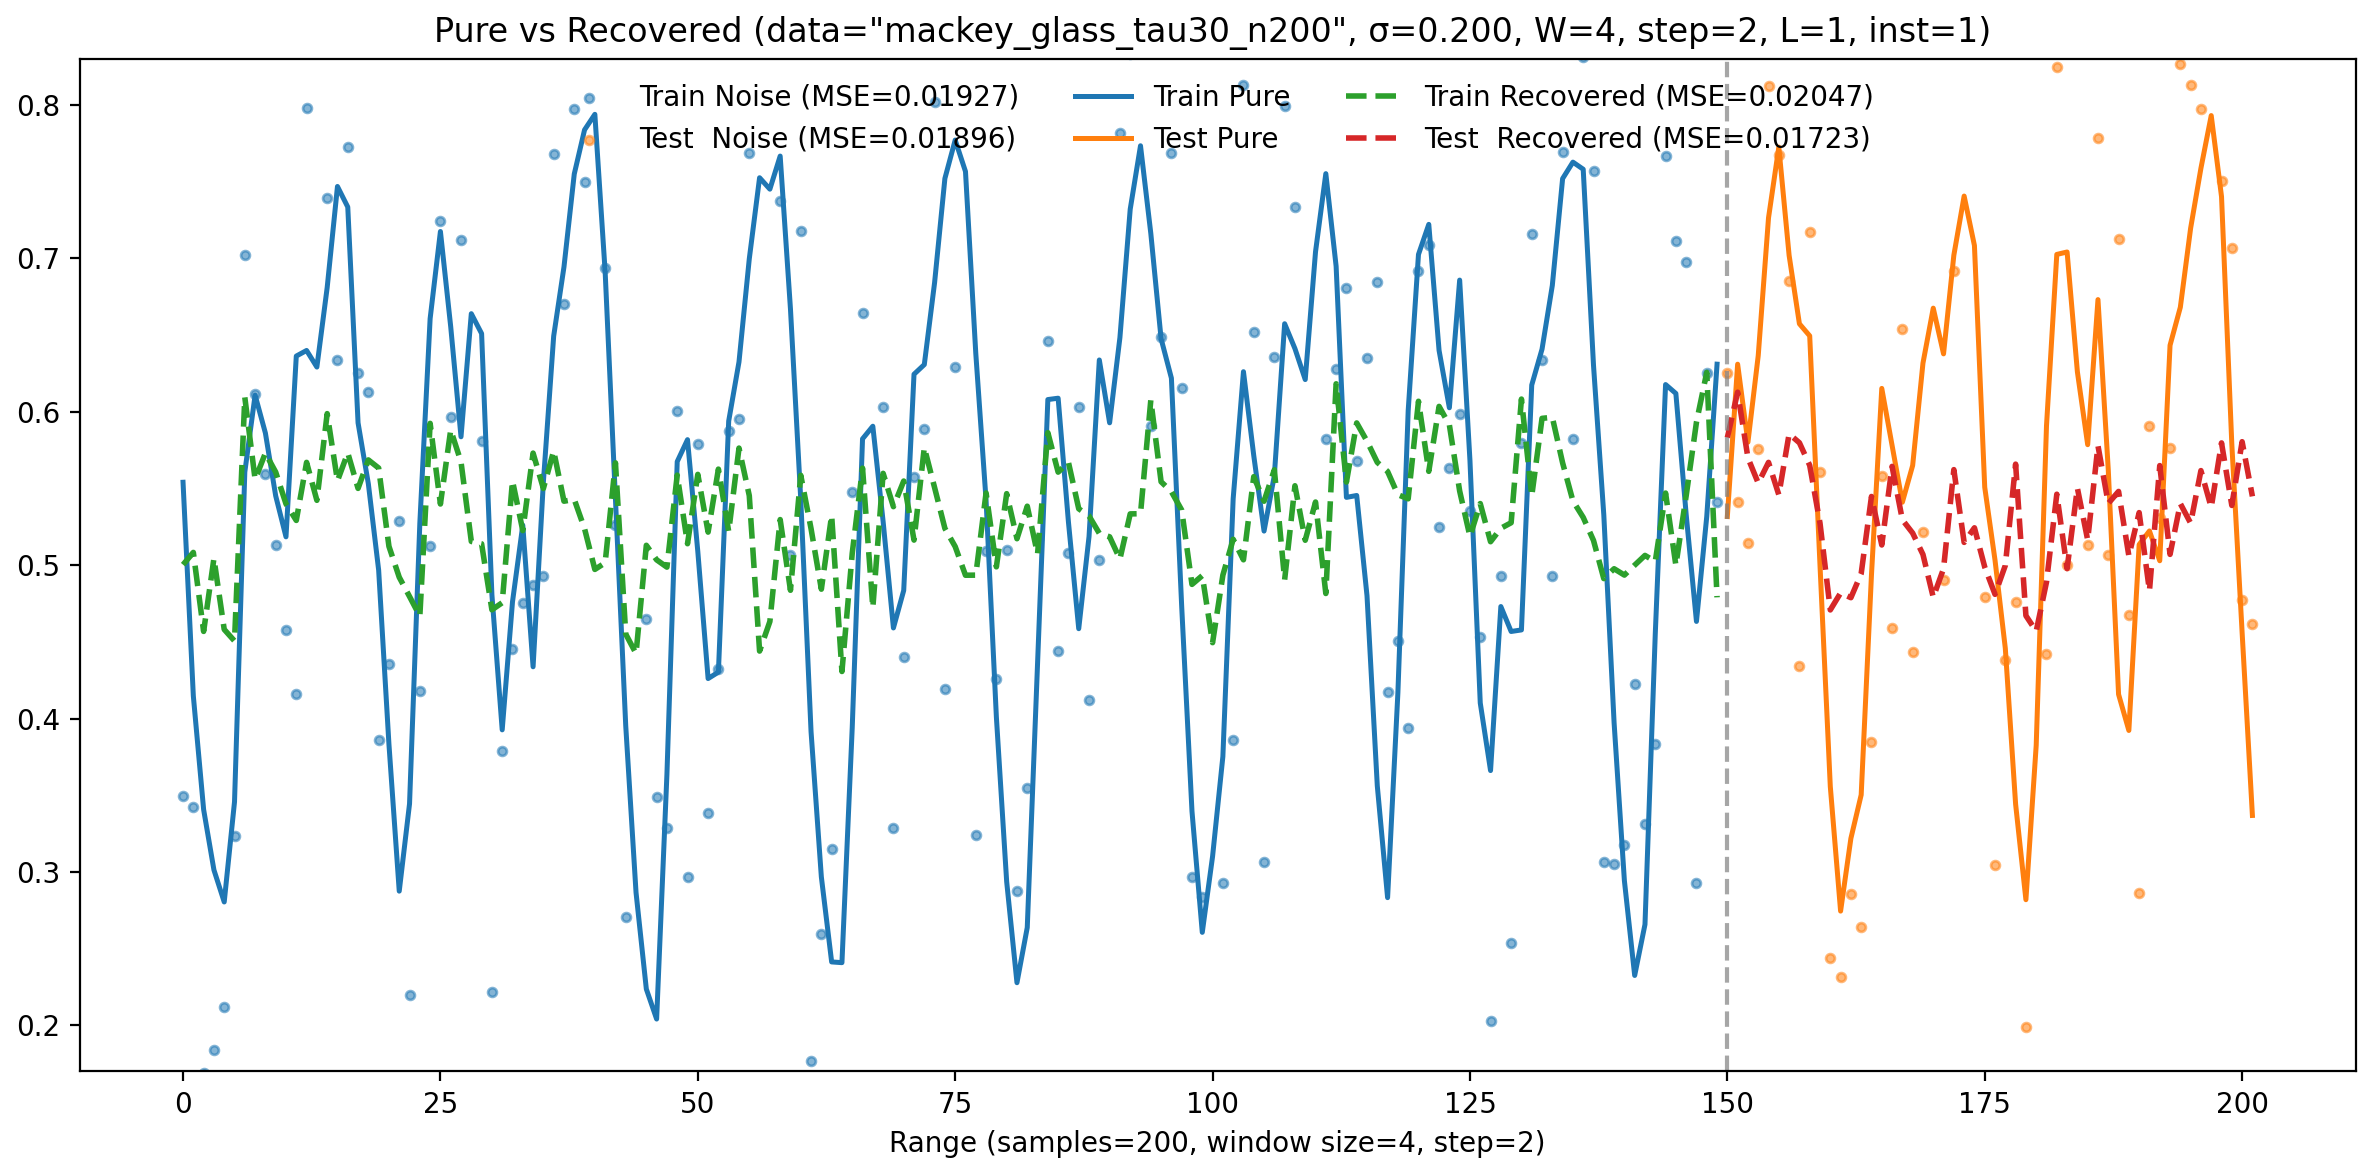 Pure vs Recovered (data="mackey_glass_tau30_n200", σ=0.200, W=4, step=2, L=1, inst=1)
Train Noise (MSE=0.01927) Train Pure Train Recovered (MSE=0.02047)
Test  Noise (MSE=0.01896) Test Pure Test  Recovered (MSE=0.01723)
0.8
0.7
0.6
0.5
0.4
0.3
0.2
0 25 50 75 100 125 150 175 200
Range (samples=200, window size=4, step=2)